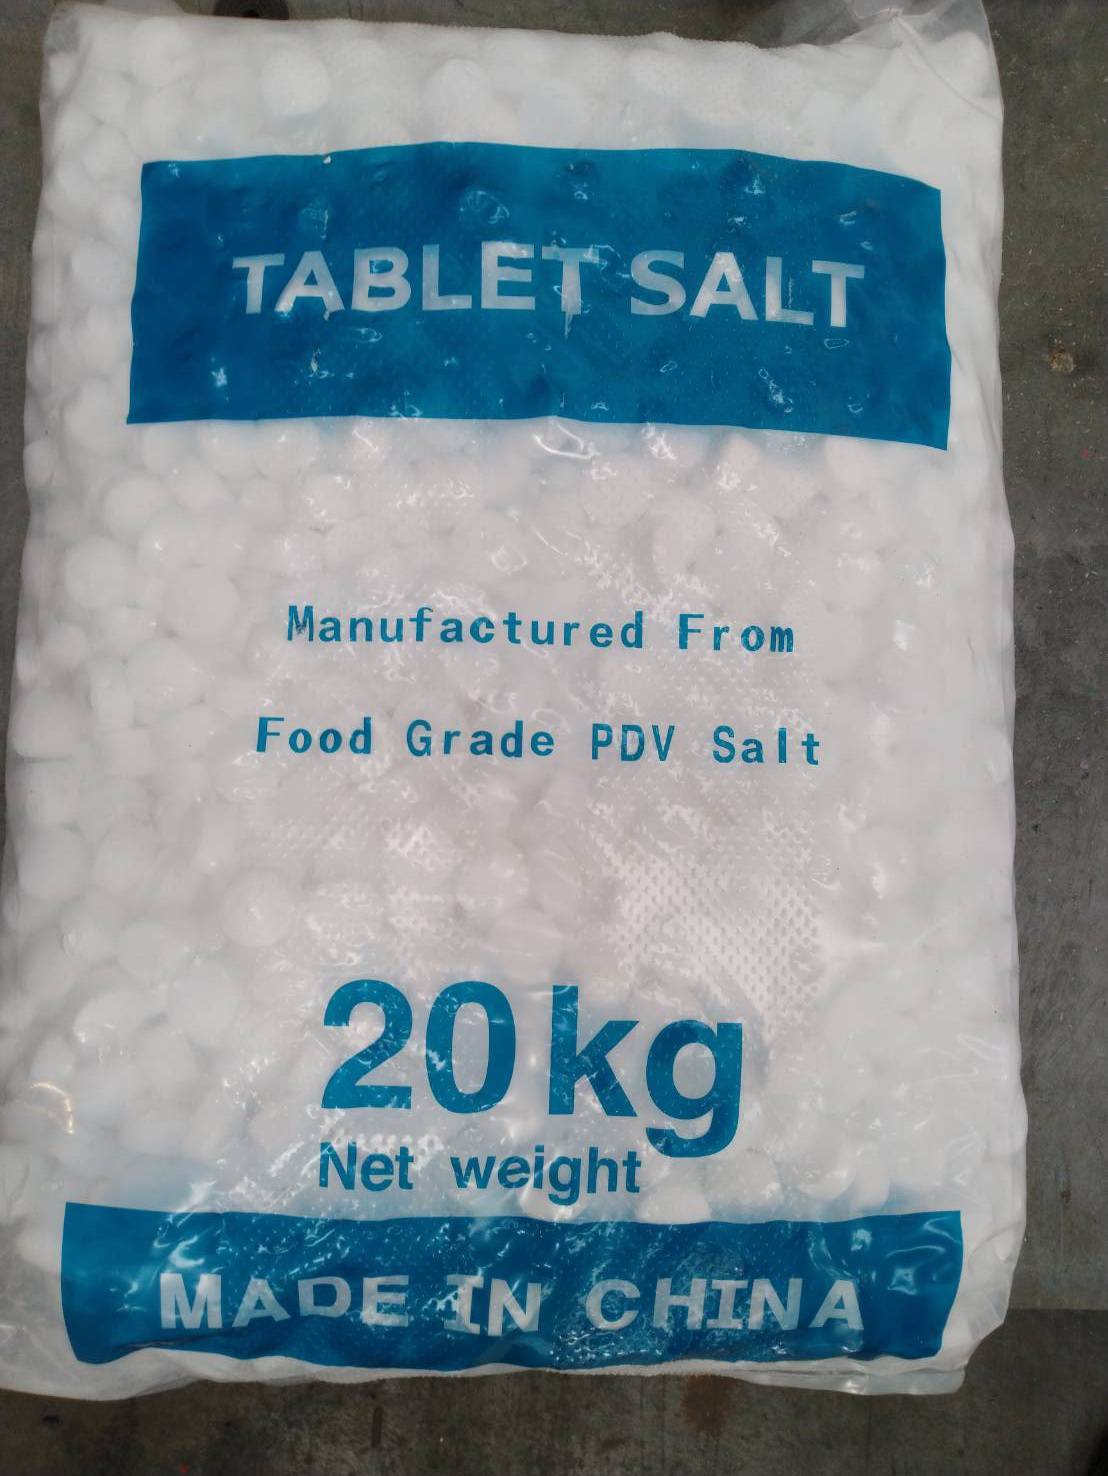 TABLET SALT
Manufactured From
Food Grade PDV Salt
20kg
Net weight
MADE IN CHINA